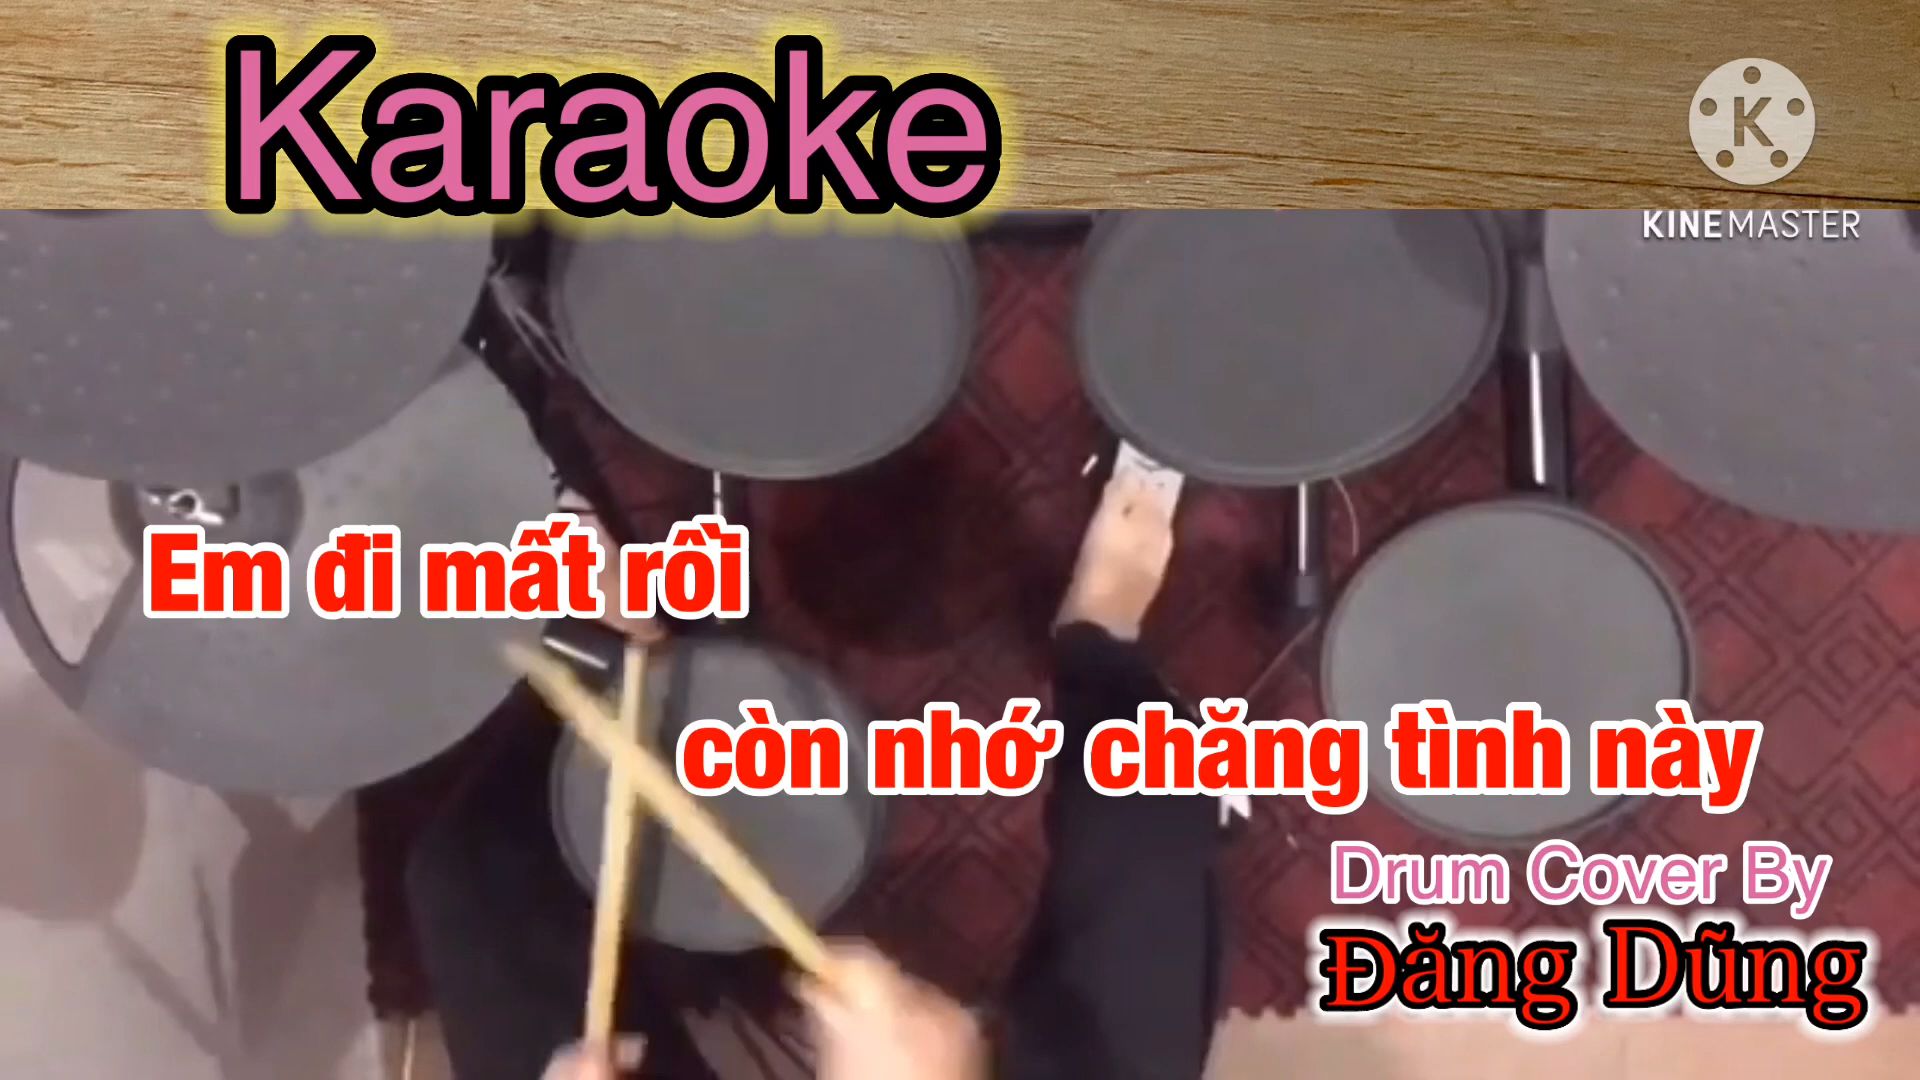 Karaoke
K
KINEMASTER
Em đi mất rồi
còn nhớ chăng tình này
Drum Cover By
Đăng Dũng